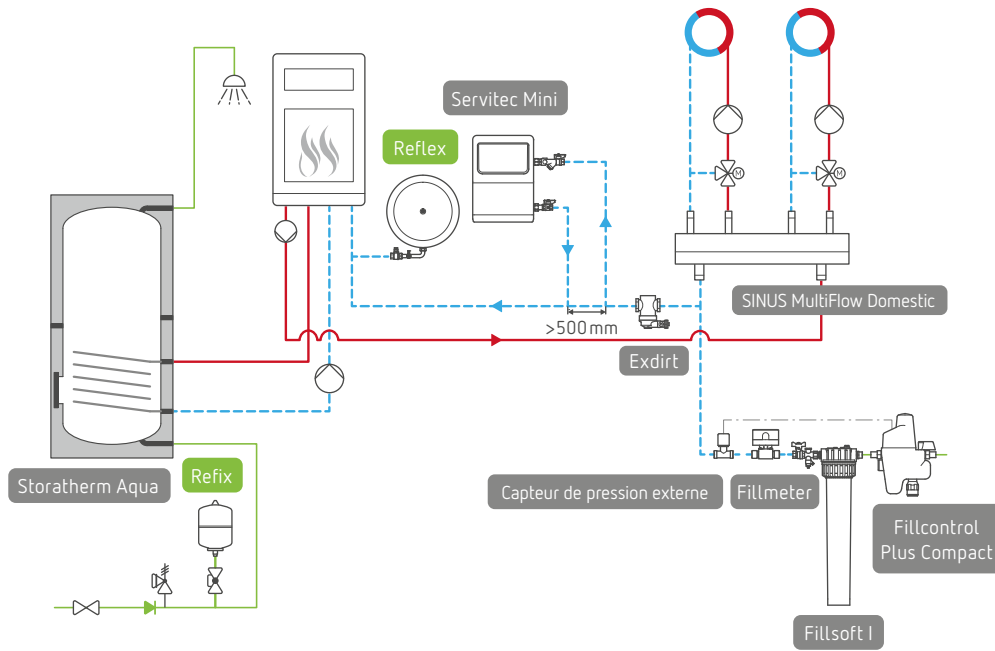 Servitec Mini
Reflex
M
M
SINUS MultiFlow Domestic
>500 mm
Exdirt
Storatherm Aqua
Refix
Capteur de pression externe
Fillmeter
Fillcontrol
Plus Compact
Fillsoft I